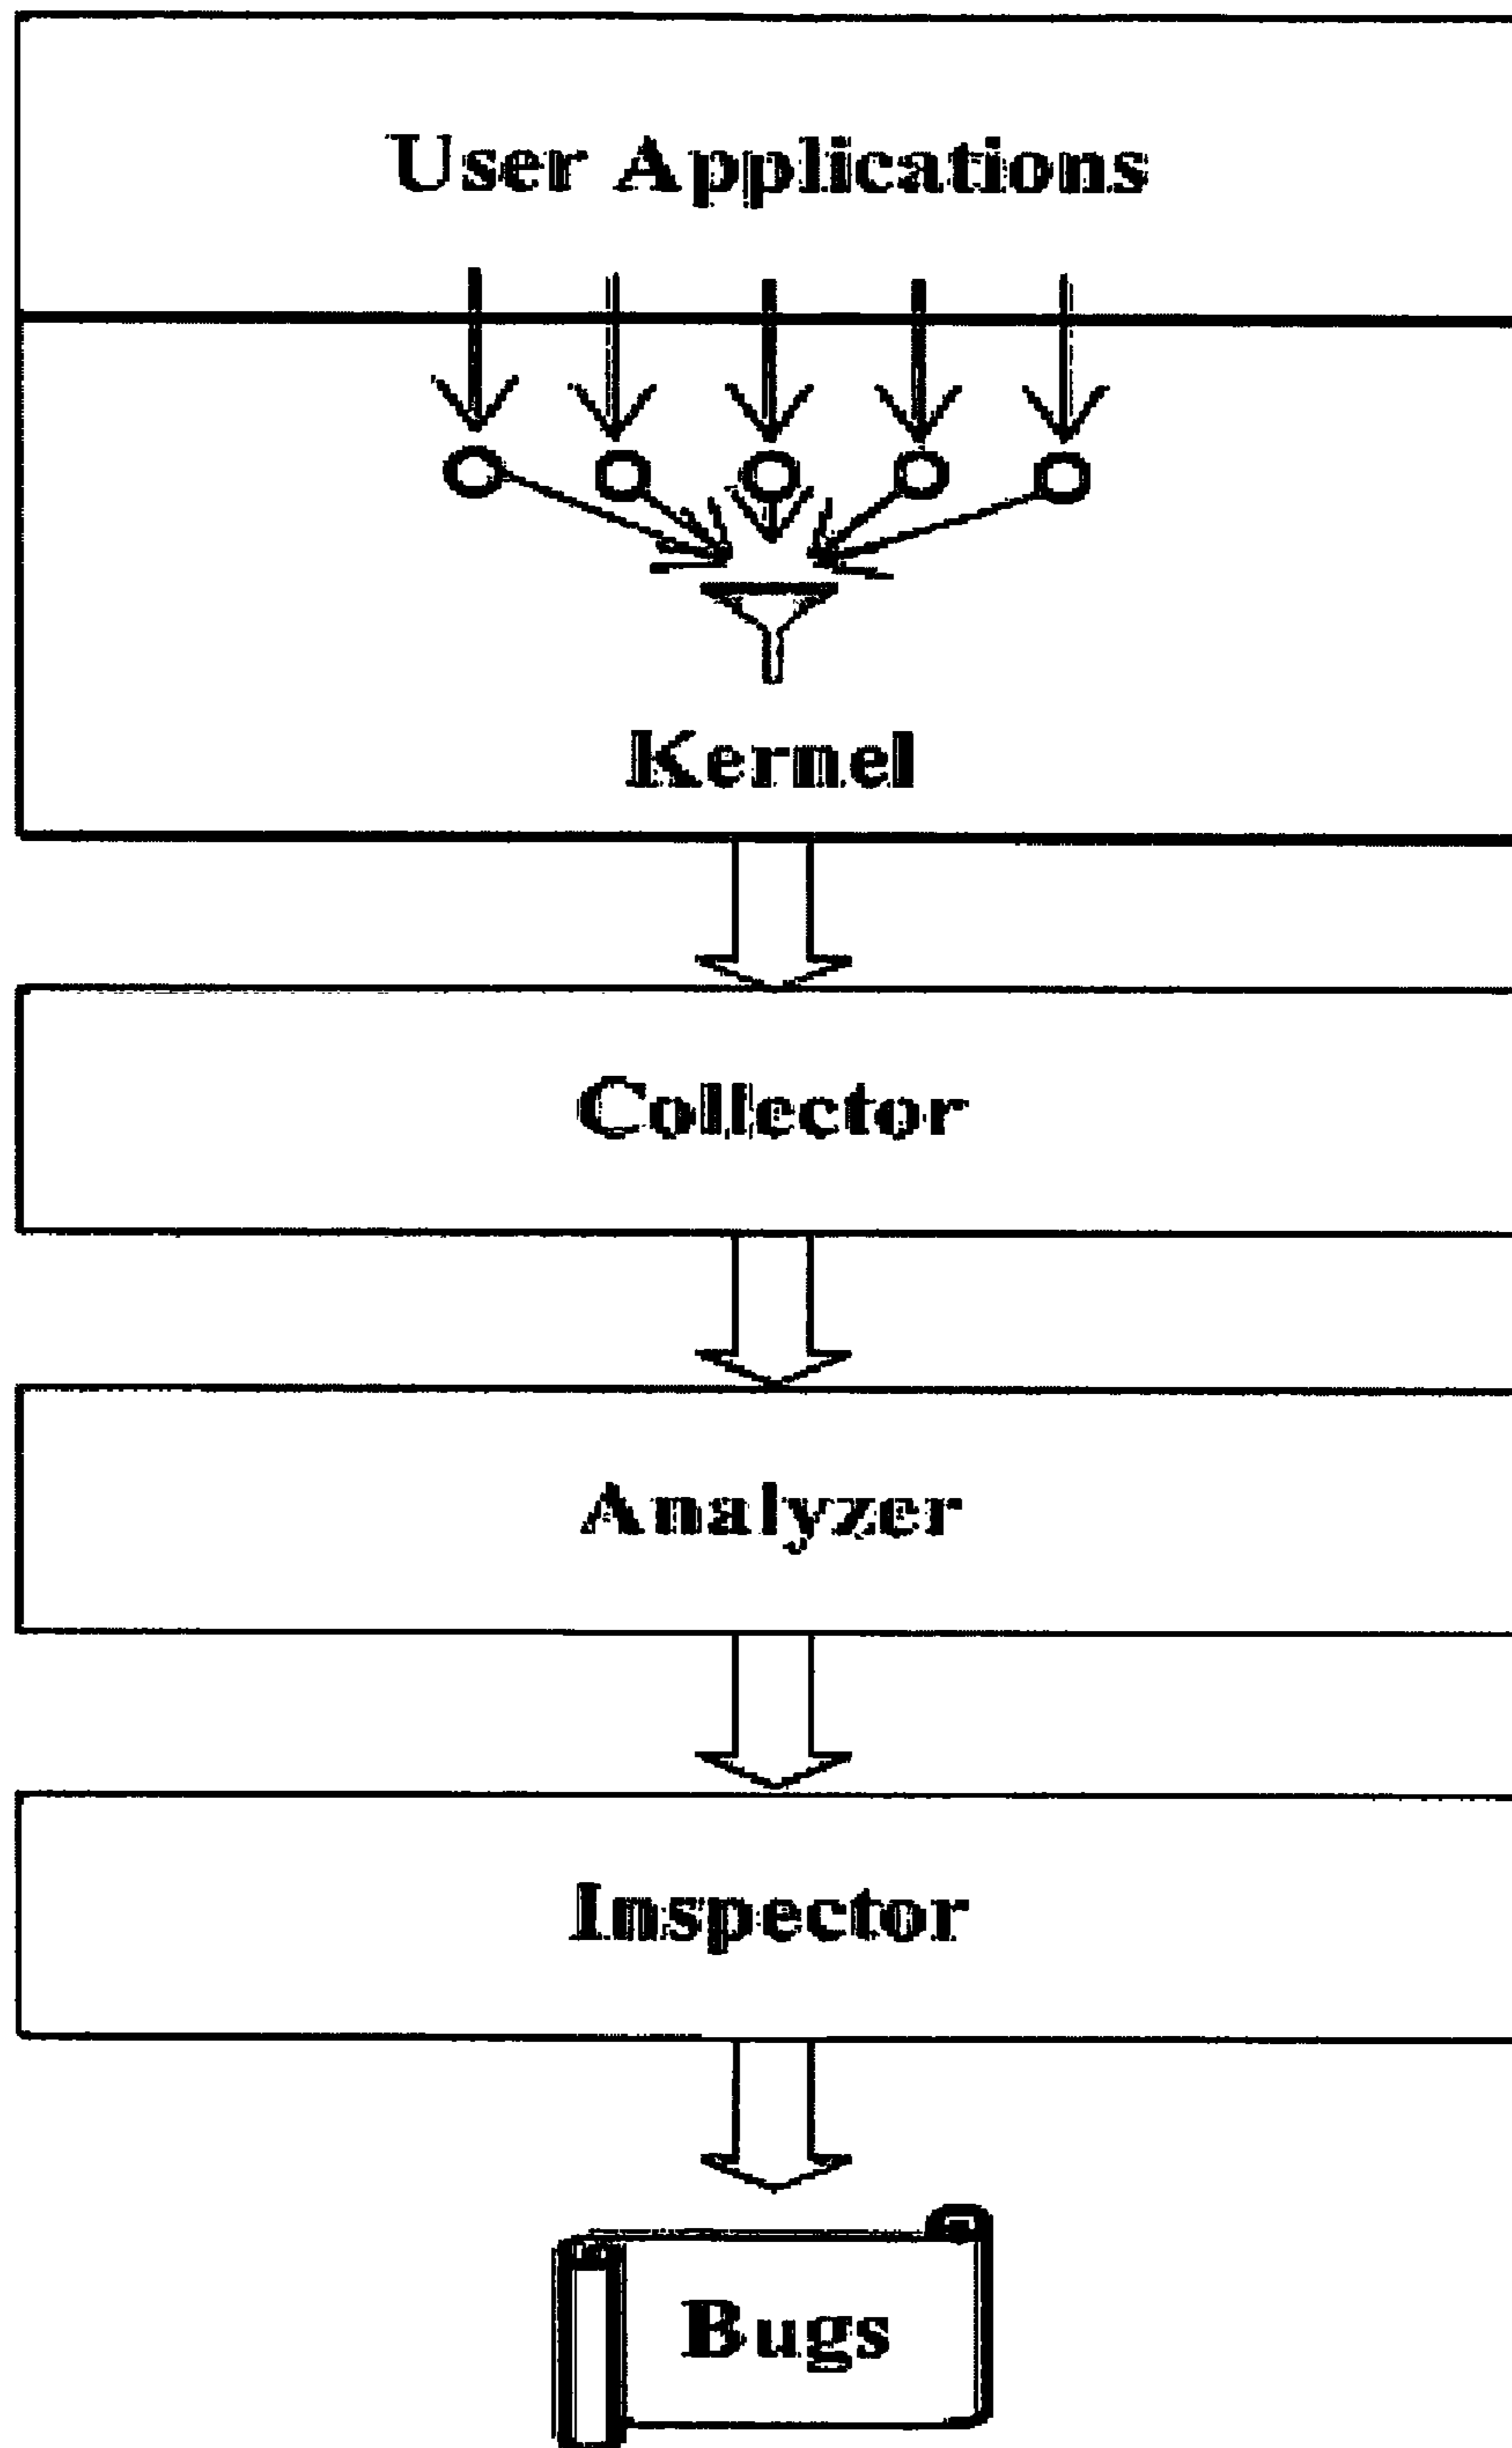 User Applications
Kernel
Collector
Analyzer
Inspector
Bugs